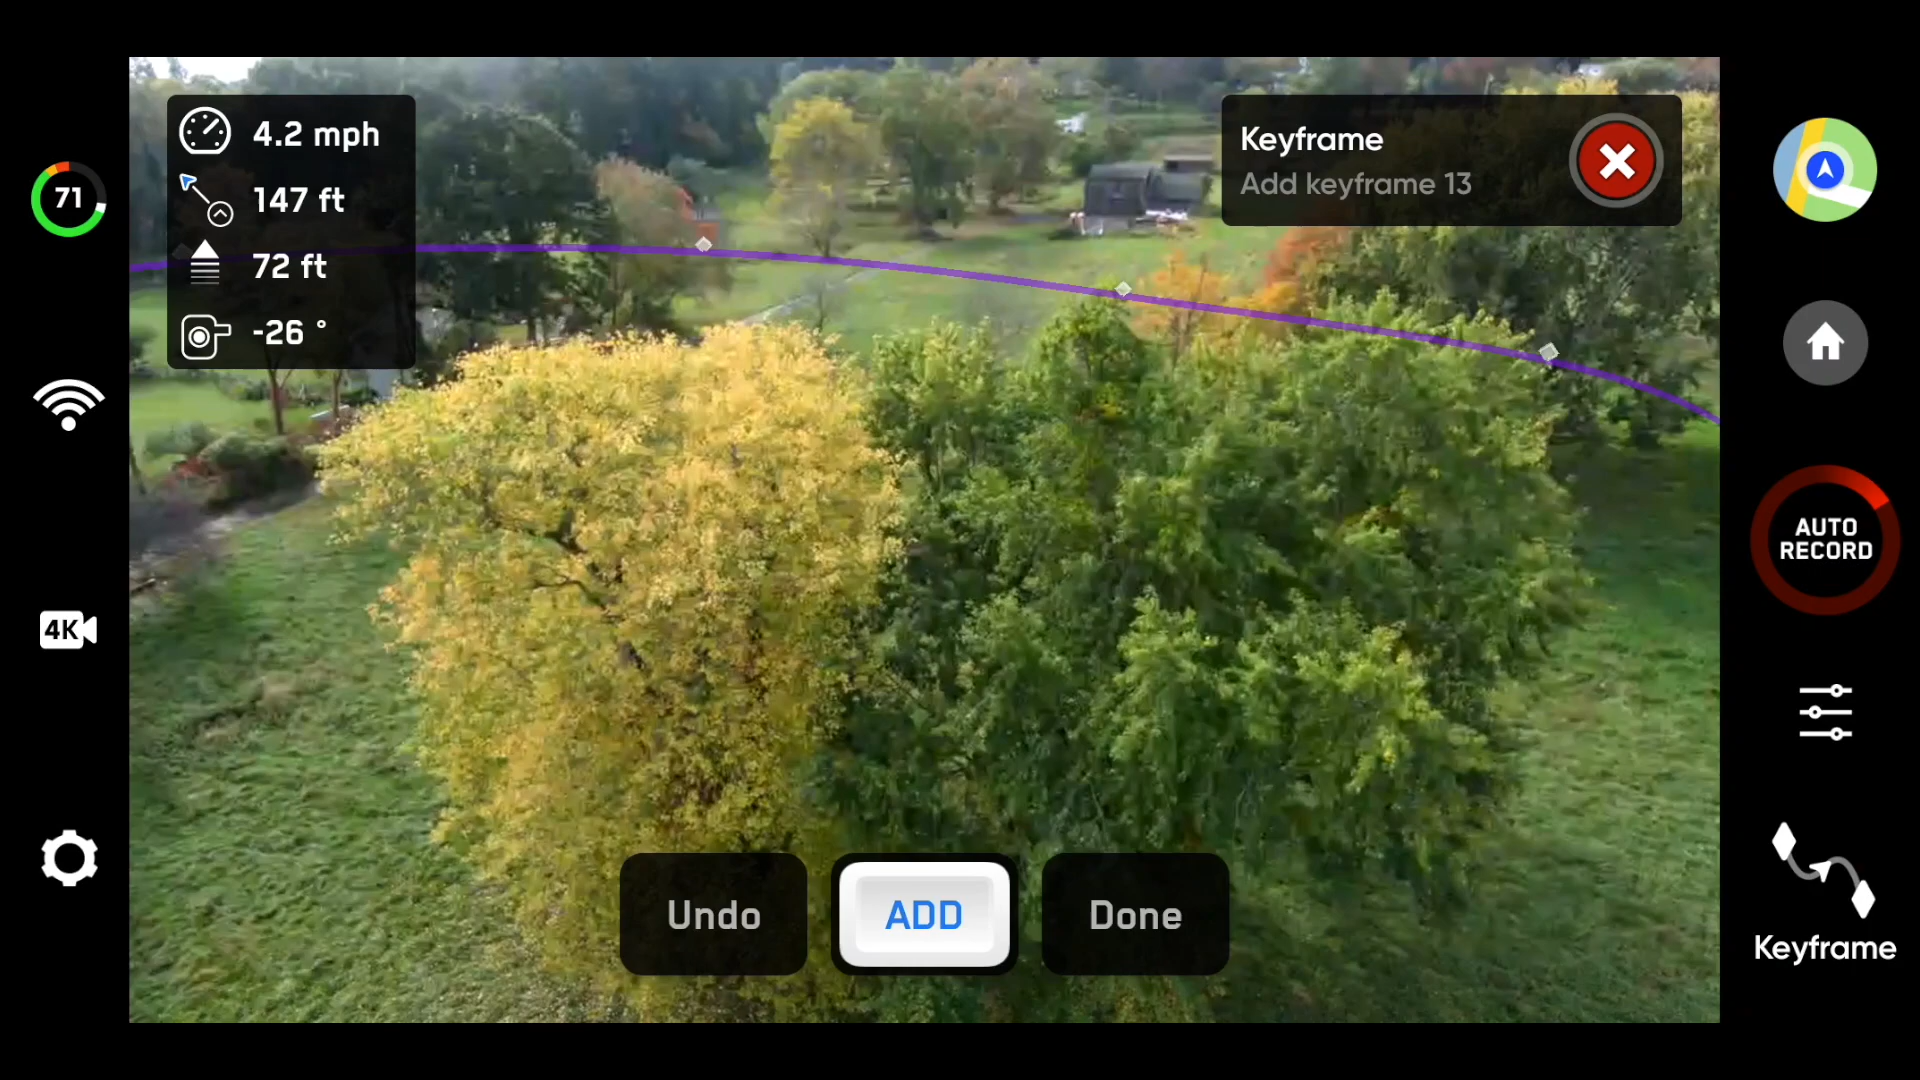 4.2 mph
147 ft
72 ft
-26 °
Keyframe
Add keyframe 13
71
4K
AUTO
RECORD
Undo
ADD
Done
Keyframe